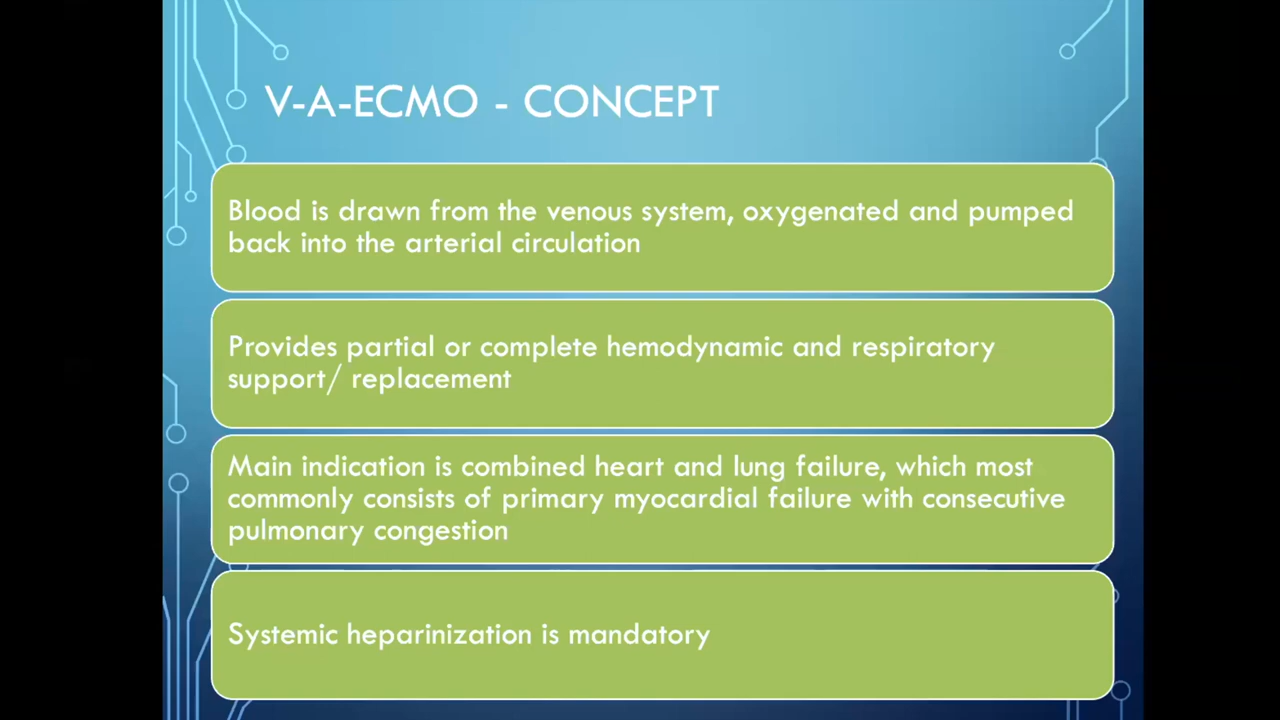 V-A-ECMO - CONCEPT
Blood is drawn from the venous system, oxygenated and pumped
back into the arterial circulation
Provides partial or complete hemodynamic and respiratory
support/ replacement
Main indication is combined heart and lung failure, which most
commonly consists of primary myocardial failure with consecutive
pulmonary congestion
Systemic heparinization is mandatory